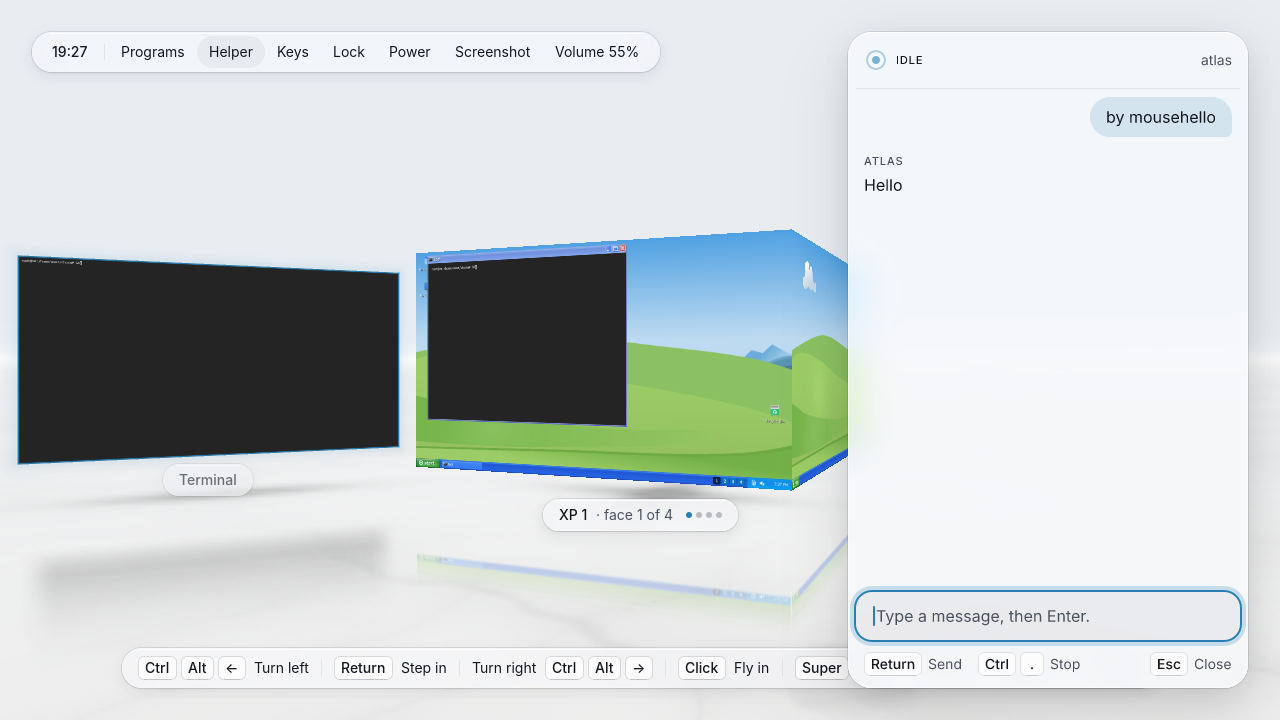 19:27 Programs Helper Keys Lock Power Screenshot Volume 55%
IDLE atlas
by mousehello
ATLAS
Hello
Terminal
XP 1 · face 1 of 4
Type a message, then Enter.
Return Send Ctrl . Stop Esc Close
Ctrl Alt ← Turn left Return Step in Turn right Ctrl Alt → Click Fly in Super